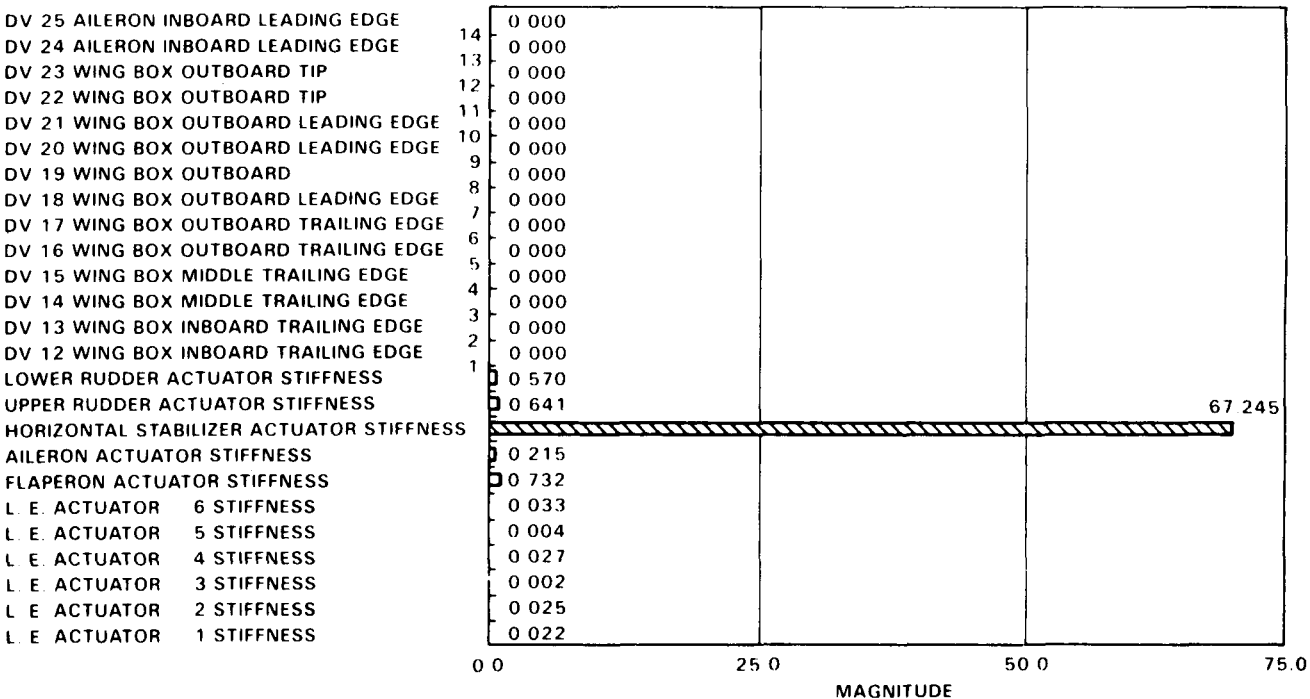 DV 25 AILERON INBOARD LEADING EDGE 0 000
14
DV 24 AILERON INBOARD LEADING EDGE 0 000
13
DV 23 WING BOX OUTBOARD TIP 0 000
12
DV 22 WING BOX OUTBOARD TIP 0 000
11
DV 21 WING BOX OUTBOARD LEADING EDGE 0 000
10
DV 20 WING BOX OUTBOARD LEADING EDGE 0 000
9
DV 19 WING BOX OUTBOARD 0 000
8
DV 18 WING BOX OUTBOARD LEADING EDGE 0 000
7
DV 17 WING BOX OUTBOARD TRAILING EDGE 0 000
6
DV 16 WING BOX OUTBOARD TRAILING EDGE 0 000
5
DV 15 WING BOX MIDDLE TRAILING EDGE 0 000
4
DV 14 WING BOX MIDDLE TRAILING EDGE 0 000
3
DV 13 WING BOX INBOARD TRAILING EDGE 0 000
2
DV 12 WING BOX INBOARD TRAILING EDGE 0 000
1
LOWER RUDDER ACTUATOR STIFFNESS 0 570
UPPER RUDDER ACTUATOR STIFFNESS 0 641
67 245
HORIZONTAL STABILIZER ACTUATOR STIFFNESS
AILERON ACTUATOR STIFFNESS 0 215
FLAPERON ACTUATOR STIFFNESS 0 732
L. E. ACTUATOR 6 STIFFNESS 0 033
L. E. ACTUATOR 5 STIFFNESS 0 004
L. E. ACTUATOR 4 STIFFNESS 0 027
L. E. ACTUATOR 3 STIFFNESS 0 002
L E ACTUATOR 2 STIFFNESS 0 025
L. E ACTUATOR 1 STIFFNESS 0 022
0 0 25 0 50 0 75.0
MAGNITUDE